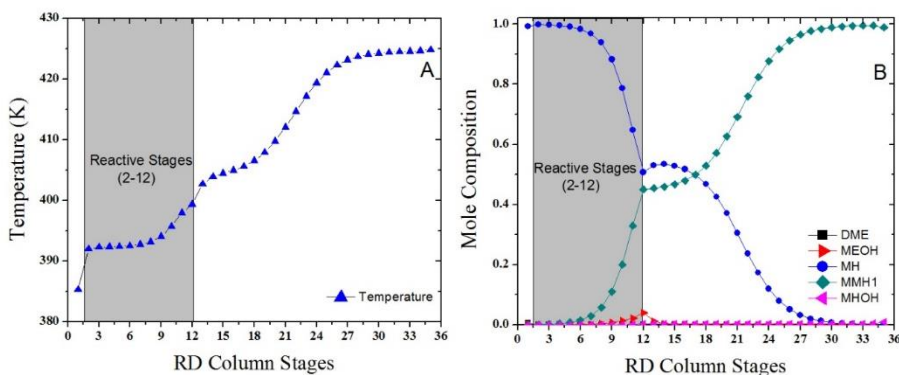 A
Temperature (K)
430
420
410
400
390
380
Reactive Stages
(2-12)
Temperature
0 3 6 9 12 15 18 21 24 27 30 33 36
RD Column Stages
B
Mole Composition
1.0
0.8
0.6
0.4
0.2
0.0
Reactive Stages
(2-12)
DME
MEOH
MH
MMH1
MHOH
0 3 6 9 12 15 18 21 24 27 30 33 36
RD Column Stages